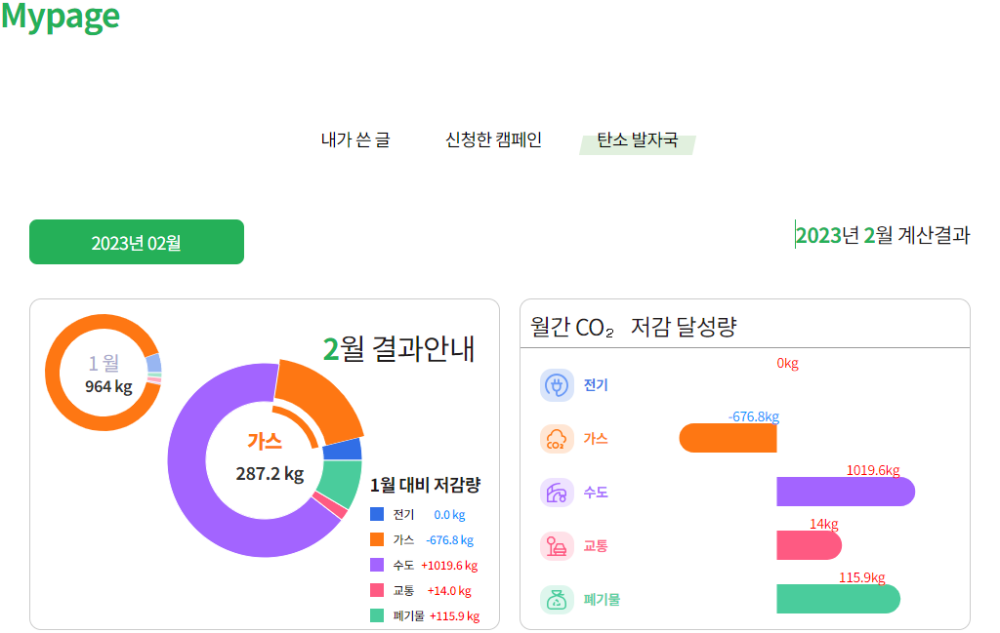 Mypage
내가 쓴 글
신청한 캠페인
탄소 발자국
2023년 02월
2023년 2월 계산결과
1 월
964 kg
2월 결과안내
가스
287.2 kg
1월 대비 저감량
전기 0.0 kg
가스 -676.8 kg
수도 +1019.6 kg
교통 +14.0 kg
폐기물 +115.9 kg
월간 CO₂ 저감 달성량
0kg
전기
-676.8kg
CO₂
가스
1019.6kg
수도
14kg
교통
115.9kg
폐기물